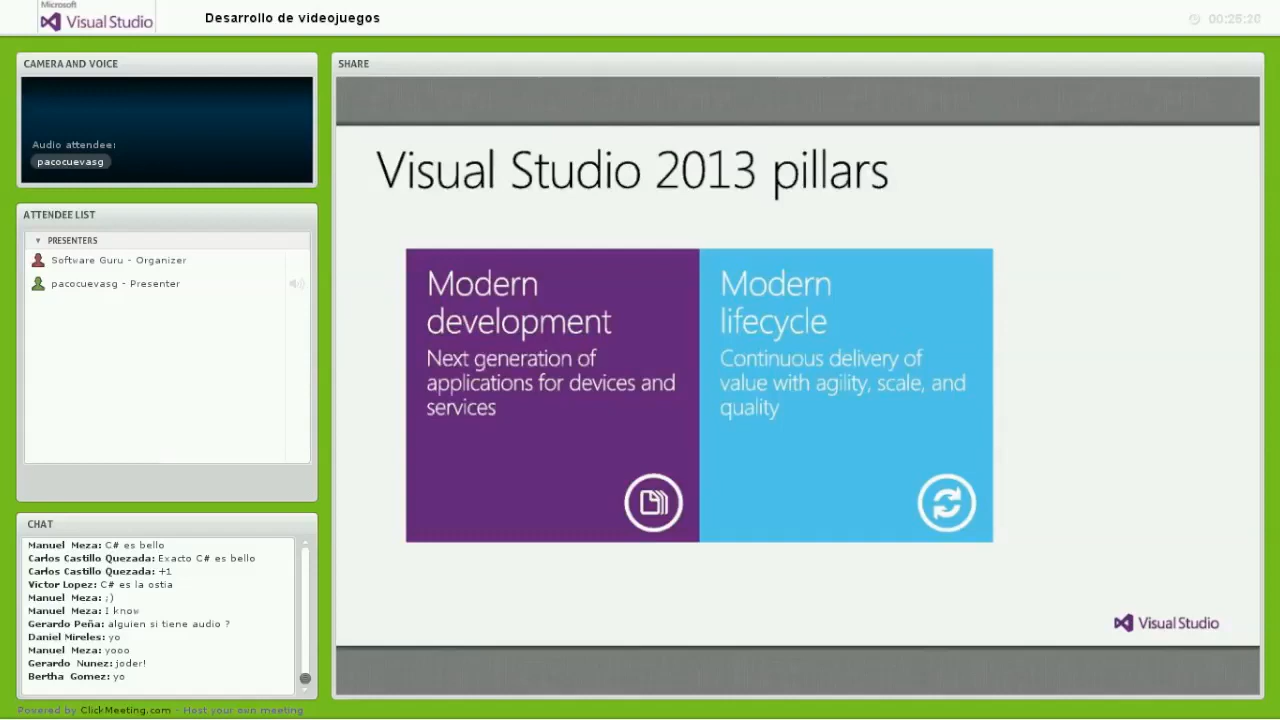 Microsoft
Visual Studio
Desarrollo de videojuegos
00:25:20
CAMERA AND VOICE
Audio attendee:
pacocuevasg
ATTENDEE LIST
PRESENTERS
Software Guru - Organizer
pacocuevasg - Presenter
CHAT
Manuel Meza: C# es bello
Carlos Castillo Quezada: Exacto C# es bello
Carlos Castillo Quezada: +1
Victor Lopez: C# es la ostia
Manuel Meza: ;)
Manuel Meza: I know
Gerardo Peña: alguien si tiene audio ?
Daniel Mireles: yo
Manuel Meza: yooo
Gerardo Nunez: joder!
Bertha Gomez: yo
Powered by ClickMeeting.com - Host your own meeting
SHARE
Visual Studio 2013 pillars
Modern
development
Next generation of
applications for devices and
services
Modern
lifecycle
Continuous delivery of
value with agility, scale, and
quality
Visual Studio